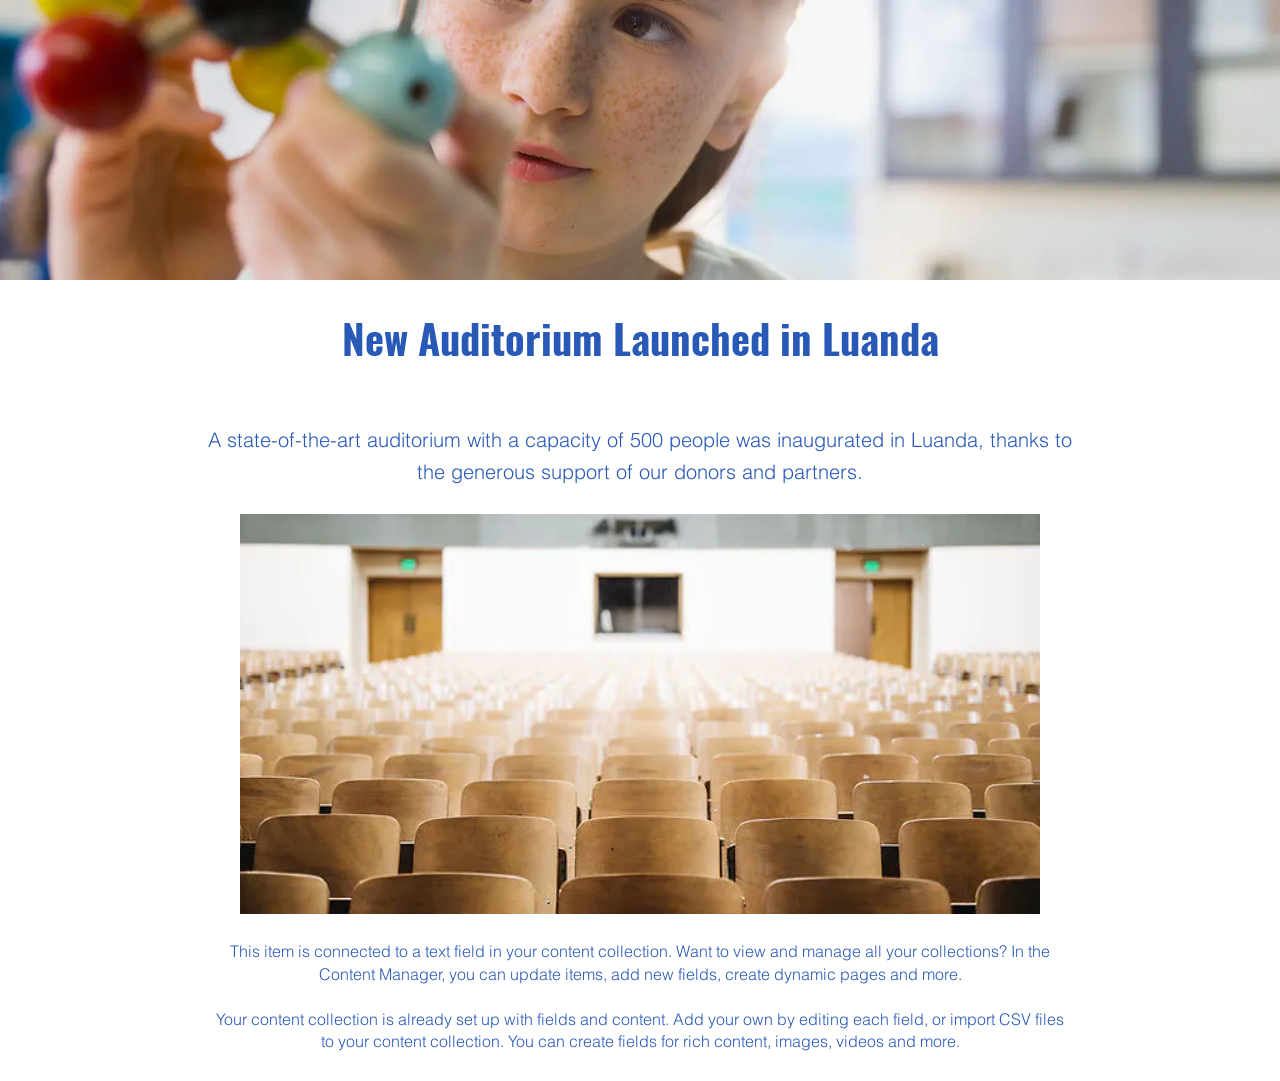 New Auditorium Launched in Luanda
A state-of-the-art auditorium with a capacity of 500 people was inaugurated in Luanda, thanks to
the generous support of our donors and partners.
This item is connected to a text field in your content collection. Want to view and manage all your collections? In the
Content Manager, you can update items, add new fields, create dynamic pages and more.
Your content collection is already set up with fields and content. Add your own by editing each field, or import CSV files
to your content collection. You can create fields for rich content, images, videos and more.